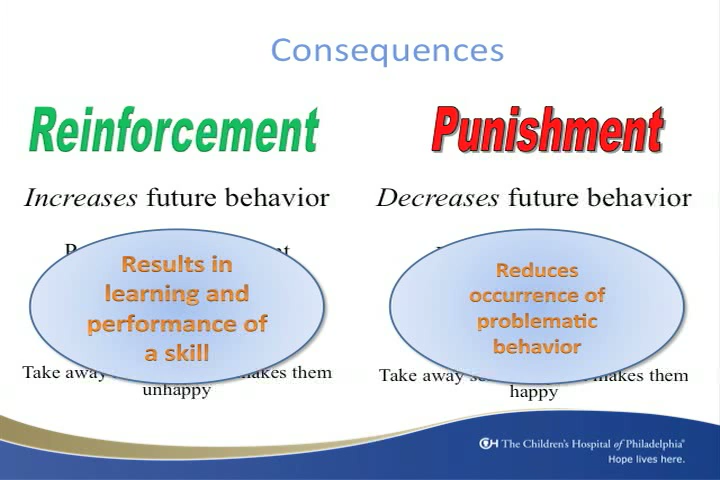 Consequences
Reinforcement
Punishment
Increases future behavior
Decreases future behavior
Results in
learning and
performance of
a skill
Reduces
occurrence of
problematic
behavior
Take away makes them
unhappy
Take away makes them
happy
The Children's Hospital of Philadelphia®
Hope lives here.